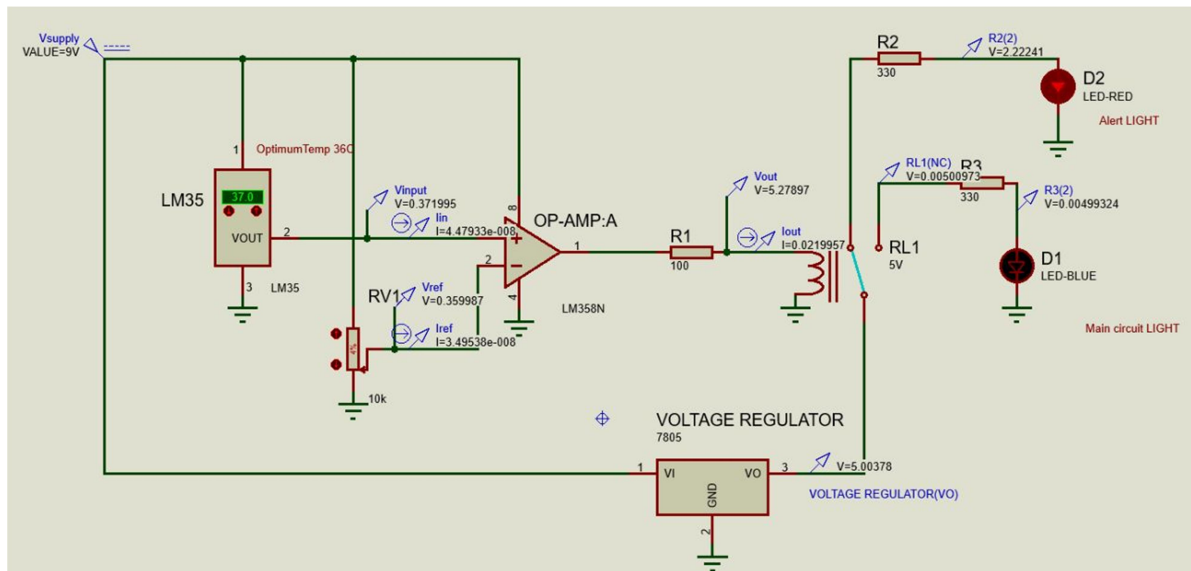 Vsupply
VALUE=9V
1
OptimumTemp 36C
LM35
37.0
VOUT
2
3
LM35
Vinput
V=0.371995
Iin
I=4.47933e-008
RV1
Vref
V=0.359987
Iref
I=3.49538e-008
4%
10k
OP-AMP:A
8
+
2
−
1
4
LM358N
R1
100
Vout
V=5.27897
Iout
I=0.0219957
RL1
5V
R2
330
R2(2)
V=2.22241
D2
LED-RED
Alert LIGHT
RL1(NC)
V=0.00500973
R3
330
R3(2)
V=0.00499324
D1
LED-BLUE
Main circuit LIGHT
VOLTAGE REGULATOR
7805
1
VI
VO
3
GND
2
V=5.00378
VOLTAGE REGULATOR(VO)